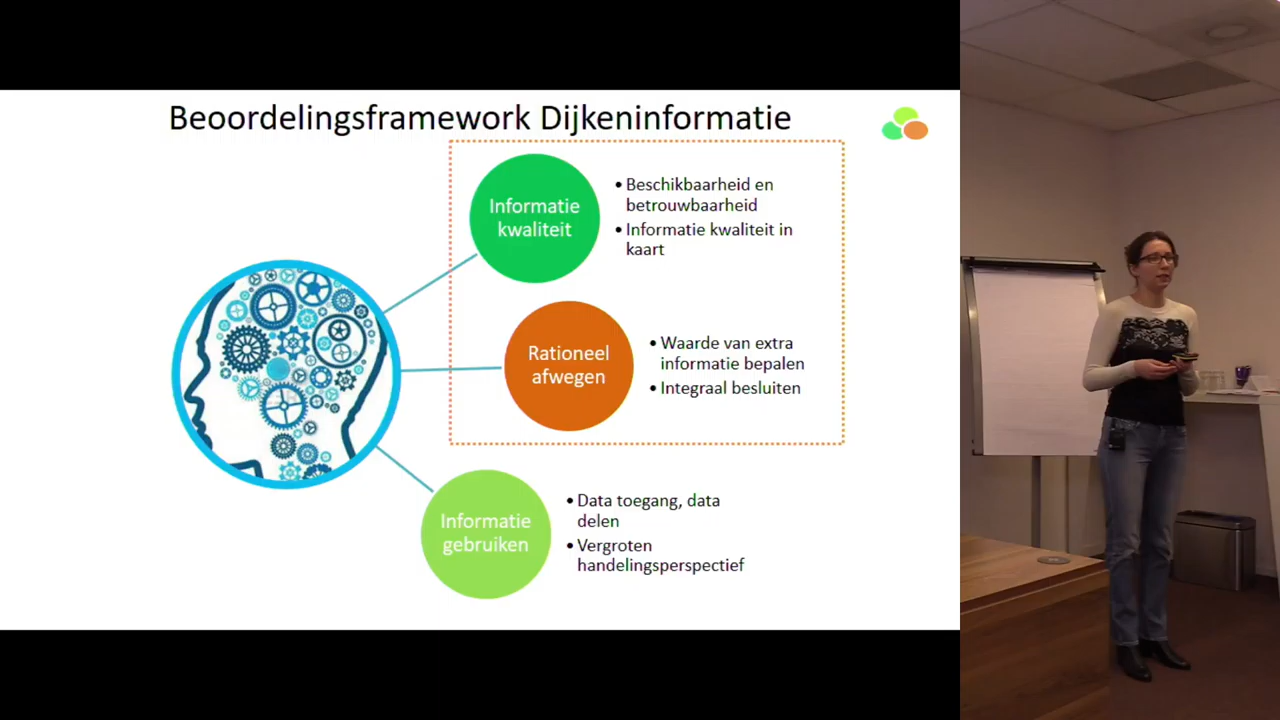 Beoordelingsframework Dijkeninformatie
Informatie
kwaliteit
• Beschikbaarheid en
betrouwbaarheid
• Informatie kwaliteit in
kaart
Rationeel
afwegen
• Waarde van extra
informatie bepalen
• Integraal besluiten
Informatie
gebruiken
• Data toegang, data
delen
• Vergroten
handelingsperspectief